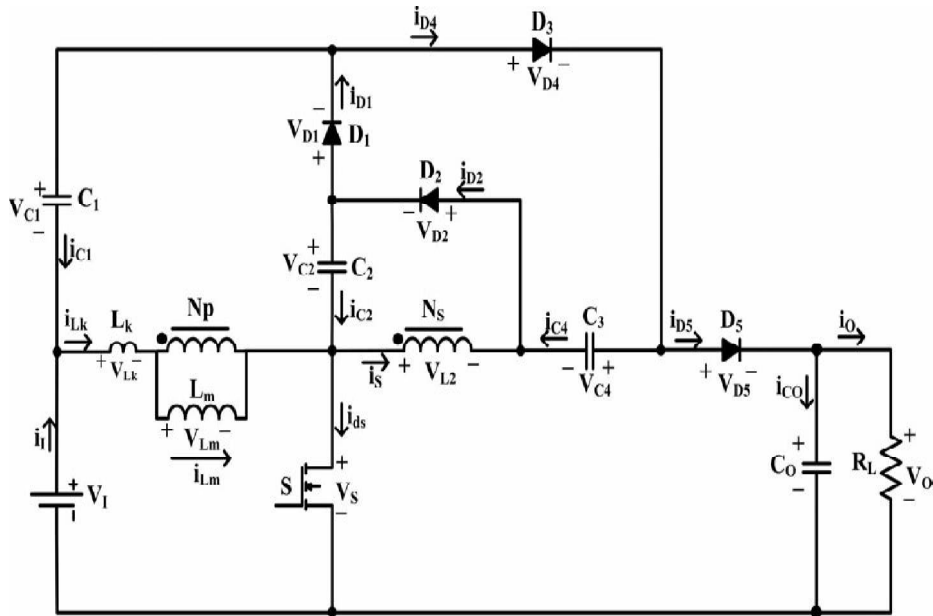 iD4
D3
+ VD4 −
iD1
−
VD1
D1
+
D2
iD2
− VD2 +
+
VC1
C1
−
iC1
+
VC2
C2
−
iC2
iLk
Lk
Np
+ VLk −
Lm
+ VLm −
iLm
NS
iS
+ VL2 −
iC4
C3
− VC4 +
iD5
D5
+ VD5 −
iO
iCO
iI
+
VI
−
ids
S
+
VS
−
+
CO
−
RL
+
VO
−